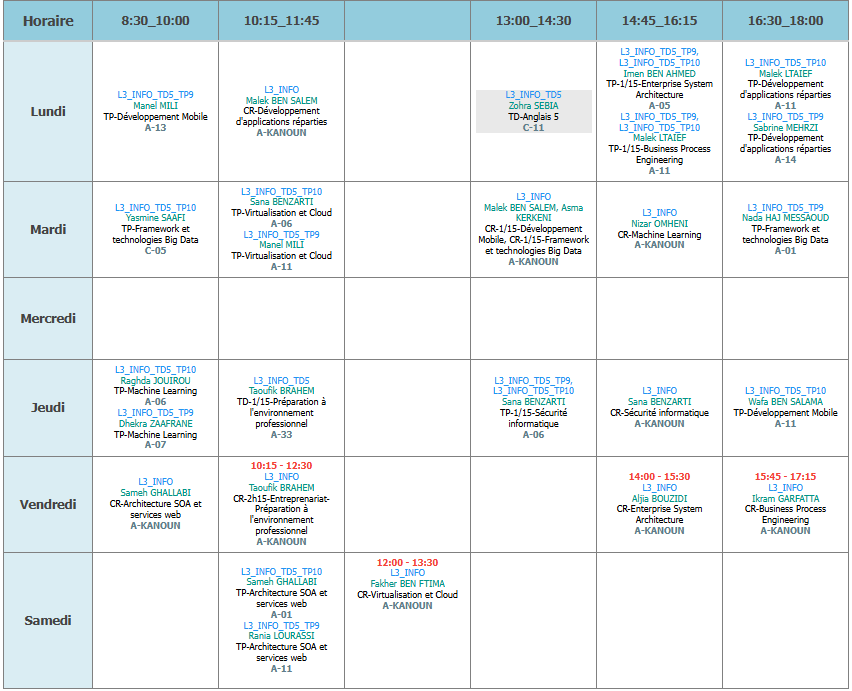 Horaire
8:30_10:00
10:15_11:45
13:00_14:30
14:45_16:15
16:30_18:00
Lundi
L3_INFO_TD5_TP9
Manel MILI
TP-Développement Mobile
A-13
L3_INFO
Malek BEN SALEM
CR-Développement
d'applications réparties
A-KANOUN
L3_INFO_TD5
Zohra SEBIA
TD-Anglais 5
C-11
L3_INFO_TD5_TP9,
L3_INFO_TD5_TP10
Imen BEN AHMED
TP-1/15-Enterprise System
Architecture
A-05
L3_INFO_TD5_TP9,
L3_INFO_TD5_TP10
Malek LTAIEF
TP-1/15-Business Process
Engineering
A-11
L3_INFO_TD5_TP10
Malek LTAIEF
TP-Développement
d'applications réparties
A-11
L3_INFO_TD5_TP9
Sabrine MEHRZI
TP-Développement
d'applications réparties
A-14
Mardi
L3_INFO_TD5_TP10
Yasmine SAAFI
TP-Framework et
technologies Big Data
C-05
L3_INFO_TD5_TP10
Sana BENZARTI
TP-Virtualisation et Cloud
A-06
L3_INFO_TD5_TP9
Manel MILI
TP-Virtualisation et Cloud
A-11
L3_INFO
Malek BEN SALEM, Asma
KERKENI
CR-1/15-Développement
Mobile, CR-1/15-Framework
et technologies Big Data
A-KANOUN
L3_INFO
Nizar OMHENI
CR-Machine Learning
A-KANOUN
L3_INFO_TD5_TP9
Nada HAJ MESSAOUD
TP-Framework et
technologies Big Data
A-01
Mercredi
Jeudi
L3_INFO_TD5_TP10
Raghda JOUIROU
TP-Machine Learning
A-06
L3_INFO_TD5_TP9
Dhekra ZAAFRANE
TP-Machine Learning
A-07
L3_INFO_TD5
Taoufik BRAHEM
TD-1/15-Préparation à
l'environnement
professionnel
A-33
L3_INFO_TD5_TP9,
L3_INFO_TD5_TP10
Sana BENZARTI
TP-1/15-Sécurité
informatique
A-06
L3_INFO
Sana BENZARTI
CR-Sécurité informatique
A-KANOUN
L3_INFO_TD5_TP10
Wafa BEN SALAMA
TP-Développement Mobile
A-11
Vendredi
L3_INFO
Sameh GHALLABI
CR-Architecture SOA et
services web
A-KANOUN
10:15 - 12:30
L3_INFO
Taoufik BRAHEM
CR-2h15-Entreprenariat-
Préparation à
l'environnement
professionnel
A-KANOUN
14:00 - 15:30
L3_INFO
Aljia BOUZIDI
CR-Enterprise System
Architecture
A-KANOUN
15:45 - 17:15
L3_INFO
Ikram GARFATTA
CR-Business Process
Engineering
A-KANOUN
Samedi
L3_INFO_TD5_TP10
Sameh GHALLABI
TP-Architecture SOA et
services web
A-01
L3_INFO_TD5_TP9
Rania LOURASSI
TP-Architecture SOA et
services web
A-11
12:00 - 13:30
L3_INFO
Fakher BEN FTIMA
CR-Virtualisation et Cloud
A-KANOUN